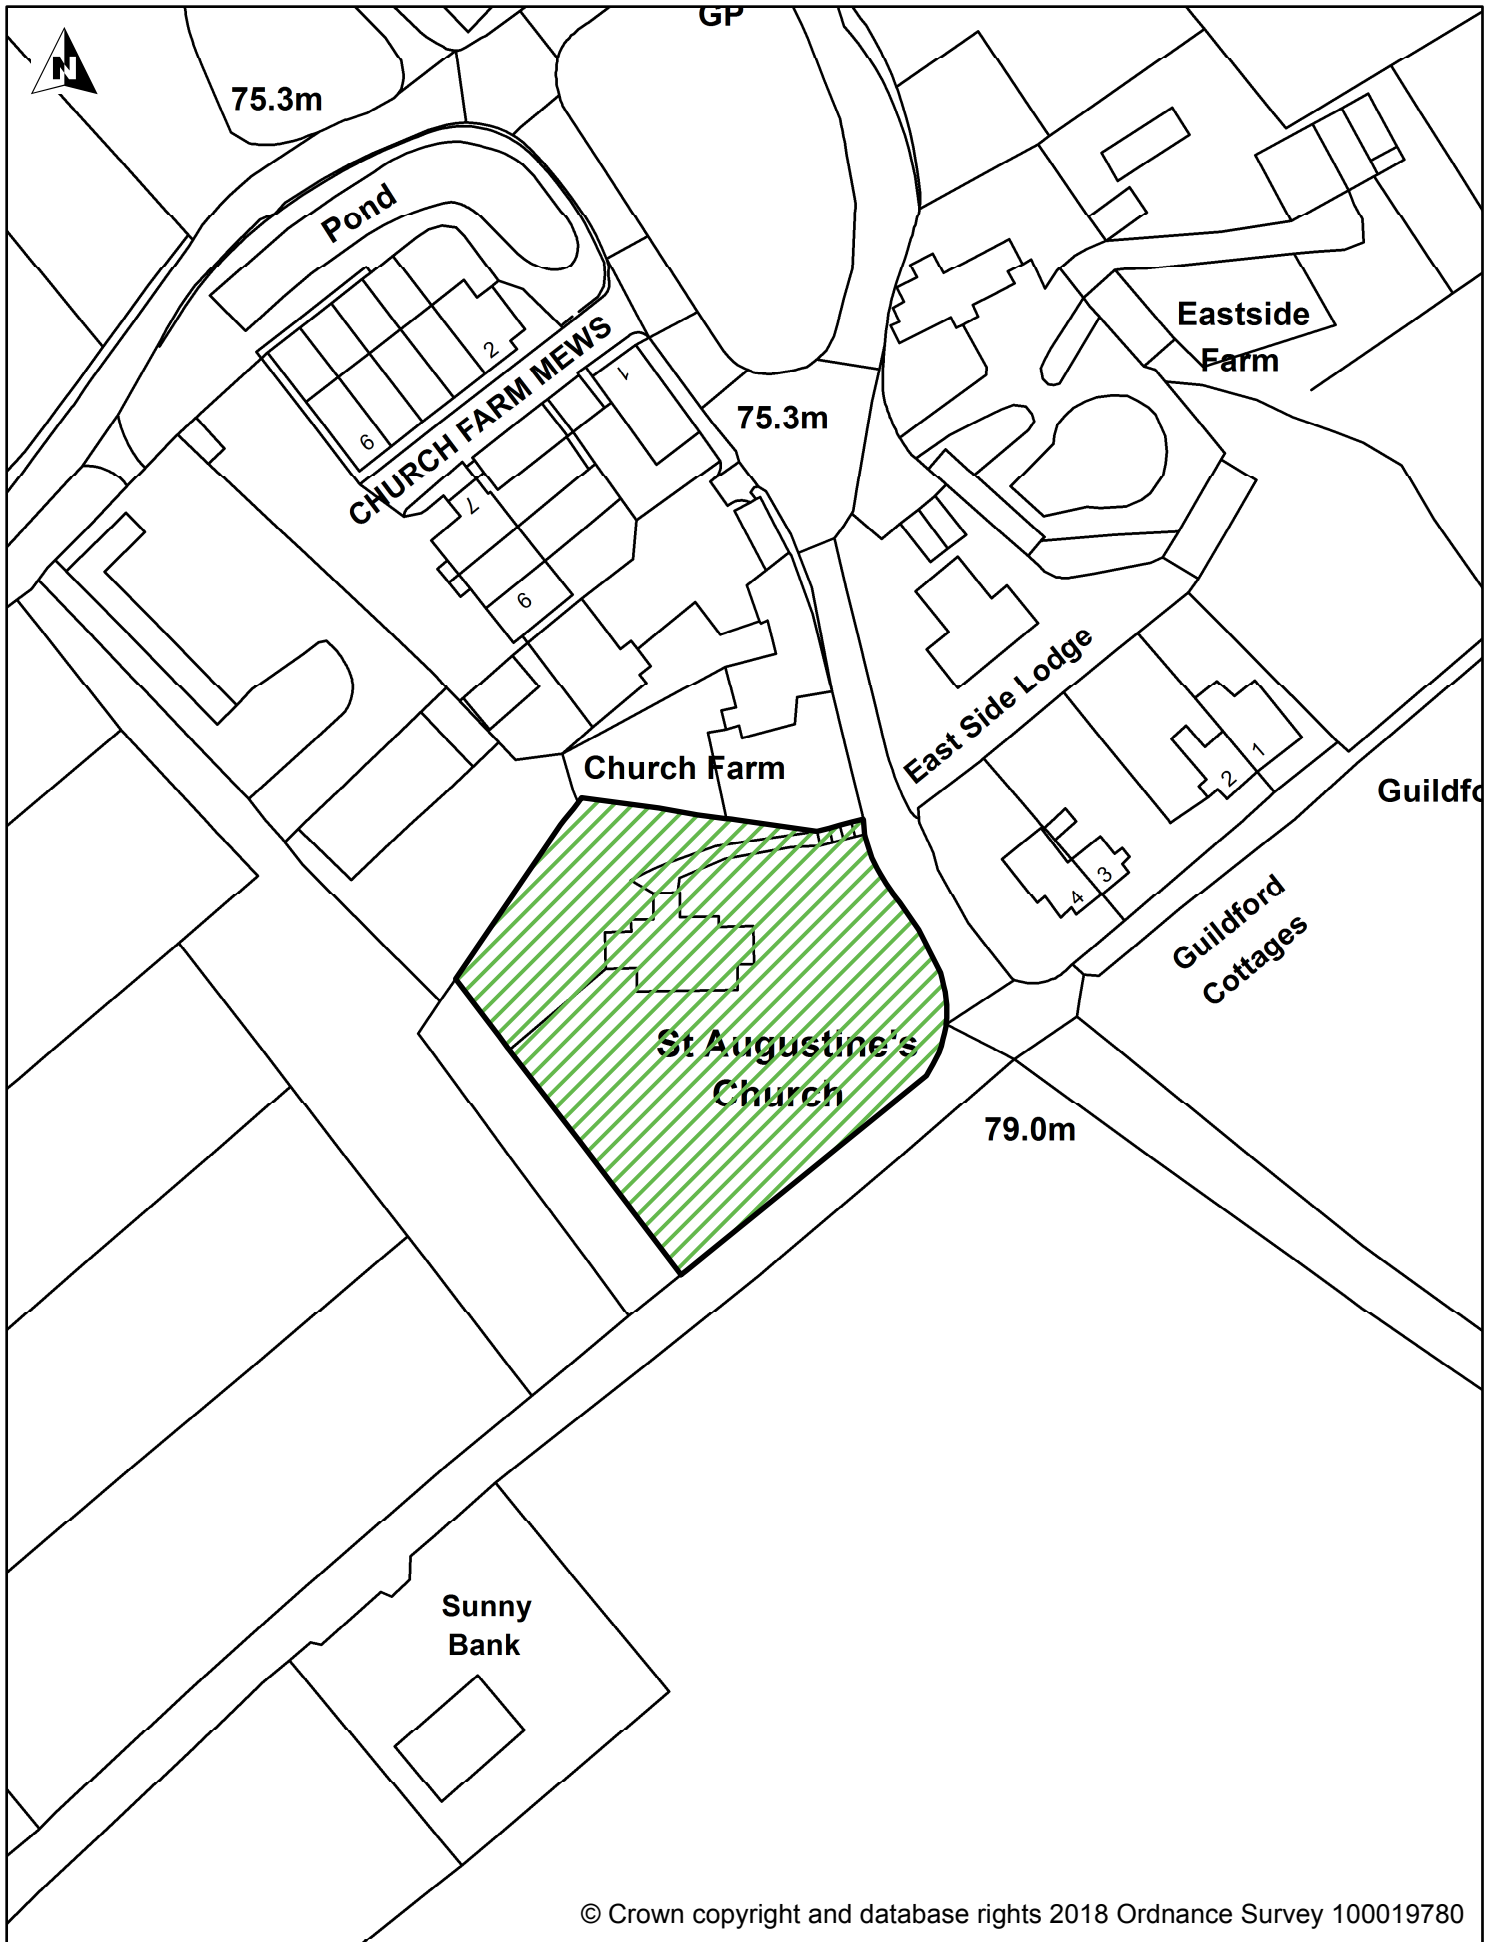 GP
N
75.3m
Pond
Eastside
Farm
2
CHURCH FARM MEWS
1
75.3m
6
7
9
East Side Lodge
Church Farm
1
2
Guildfo
3
4
Guildford
Cottages
St Augustine's
Church
79.0m
Sunny
Bank
© Crown copyright and database rights 2018 Ordnance Survey 100019780